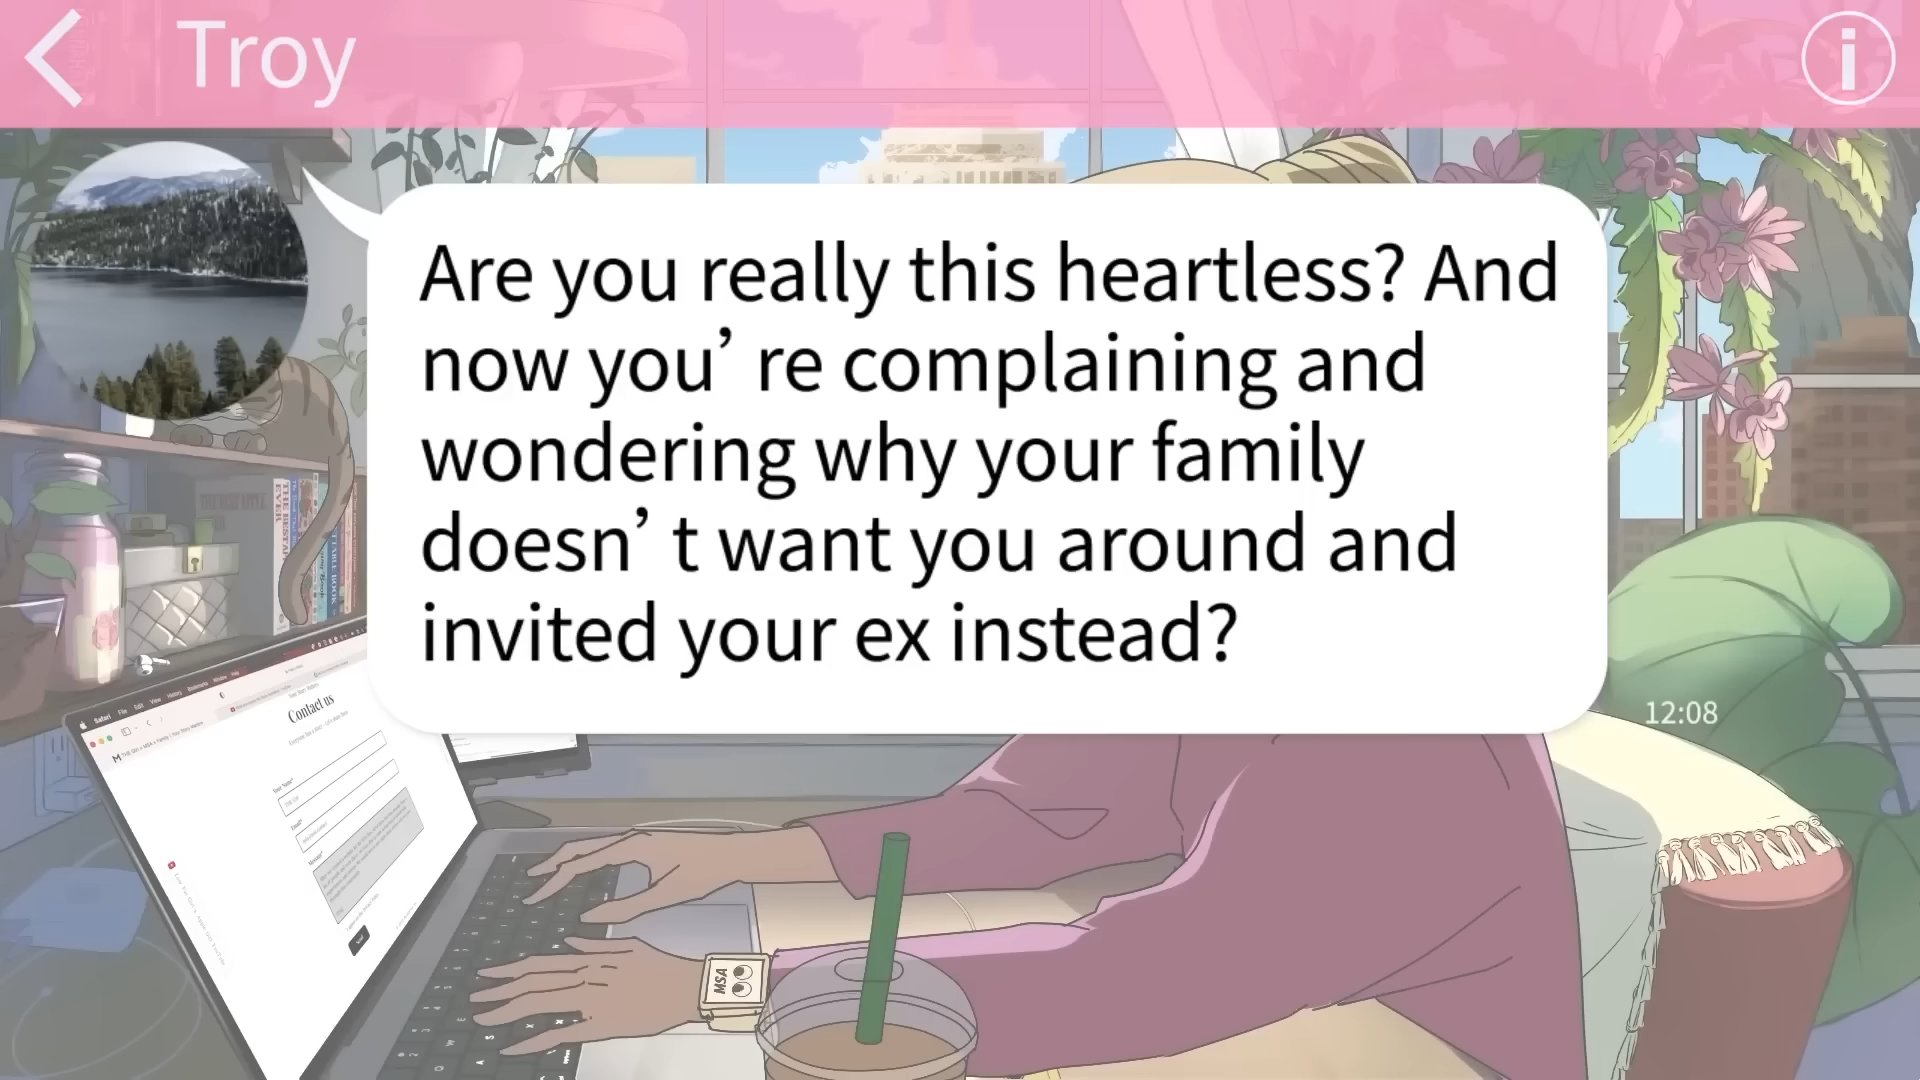 Troy
i
Are you really this heartless? And
now you’ re complaining and
wondering why your family
doesn’ t want you around and
invited your ex instead?
12:08
Contact us
MSA